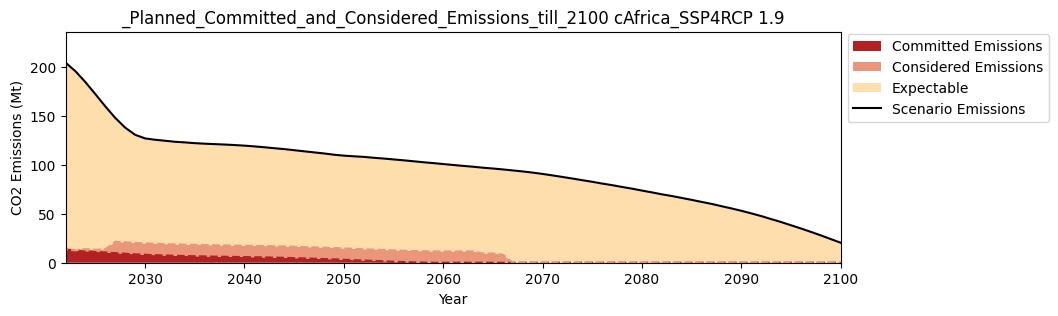 _Planned_Committed_and_Considered_Emissions_till_2100 cAfrica_SSP4RCP 1.9
Committed Emissions
Considered Emissions
Expectable
Scenario Emissions
CO2 Emissions (Mt)
200
150
100
50
0
2030
2040
2050
2060
2070
2080
2090
2100
Year